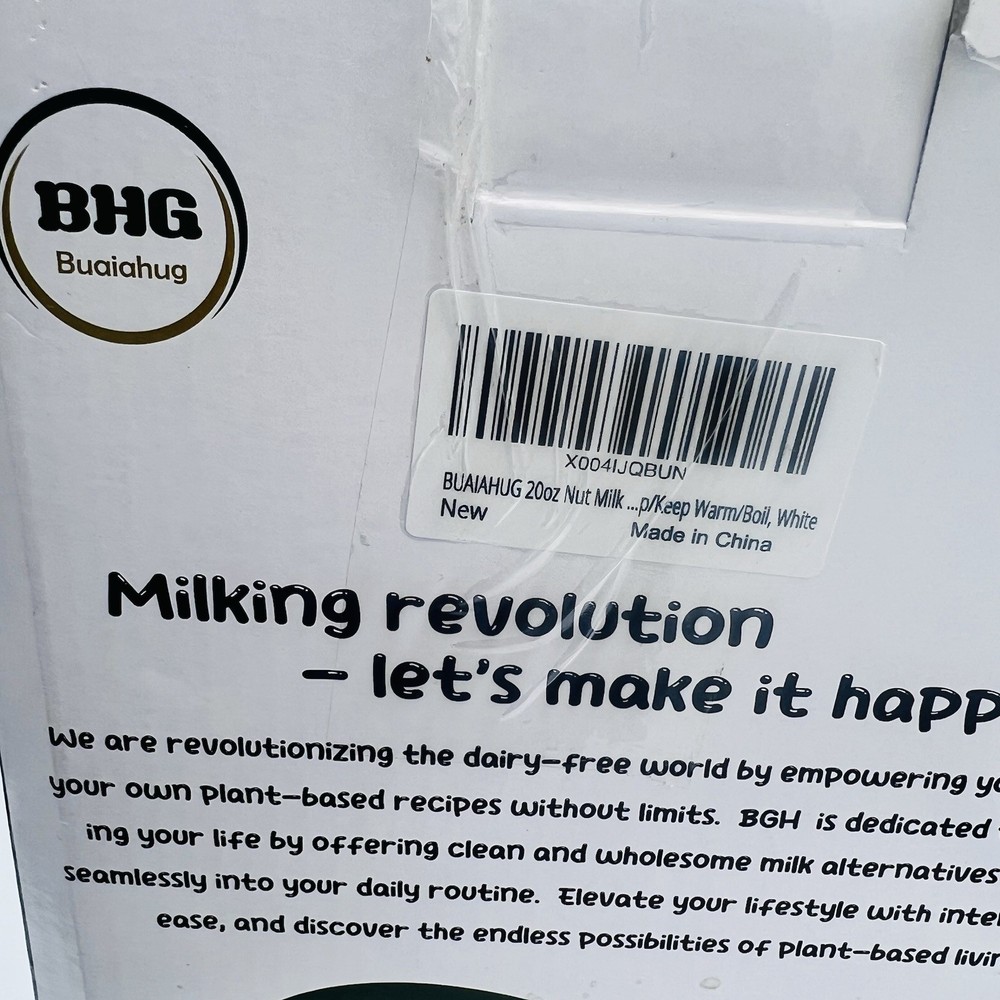 BHG
Buaiahug
X004IJQBUN
BUAIAHUG 20oz Nut Milk ...p/Keep Warm/Boil, White
New
Made in China
Milking revolution
– let's make it happ
We are revolutionizing the dairy–free world by empowering yo
your own plant–based recipes without limits. BGH is dedicated
ing your life by offering clean and wholesome milk alternatives
seamlessly into your daily routine. Elevate your lifestyle with inte
ease, and discover the endless possibilities of plant–based livin